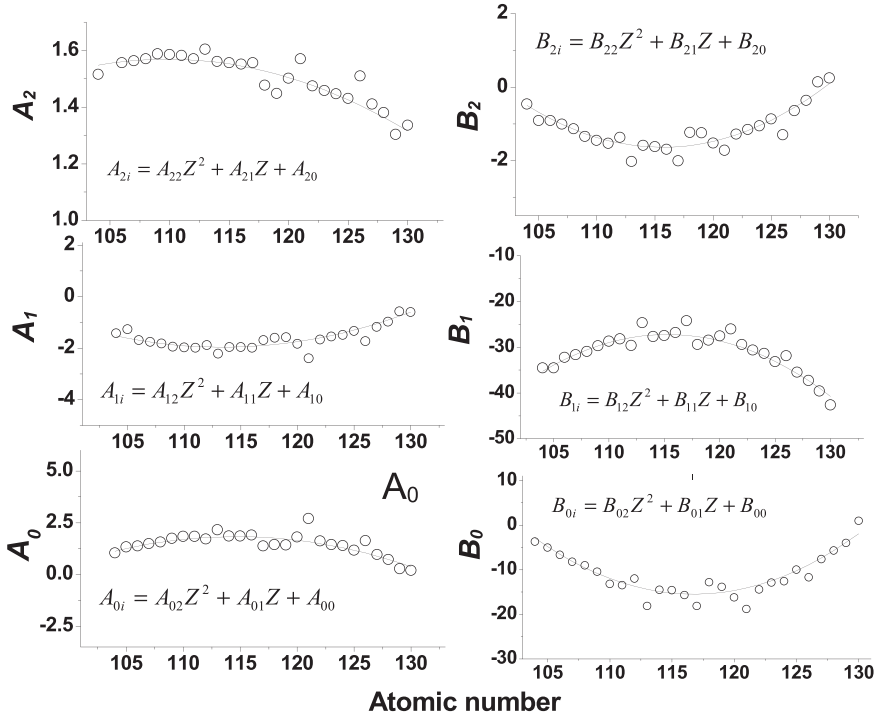 1.6
1.4
1.2
1.0
A₂
A₂ᵢ = A₂₂Z² + A₂₁Z + A₂₀
105 110 115 120 125 130
0
-2
B₂
B₂ᵢ = B₂₂Z² + B₂₁Z + B₂₀
105 110 115 120 125 130
2
0
-2
-4
A₁
A₁ᵢ = A₁₂Z² + A₁₁Z + A₁₀
105 110 115 120 125 130
-10
-20
-30
-40
-50
B₁
B₁ᵢ = B₁₂Z² + B₁₁Z + B₁₀
105 110 115 120 125 130
5.0
2.5
0.0
-2.5
A₀
A₀
A₀ᵢ = A₀₂Z² + A₀₁Z + A₀₀
105 110 115 120 125 130
10
0
-10
-20
-30
B₀
B₀ᵢ = B₀₂Z² + B₀₁Z + B₀₀
105 110 115 120 125 130
Atomic number